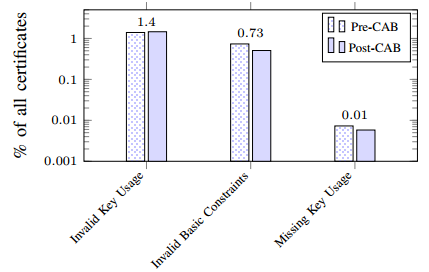 % of all certificates
1
0.1
0.01
0.001
1.4
0.73
0.01
Pre-CAB
Post-CAB
Invalid Key Usage
Invalid Basic Constraints
Missing Key Usage